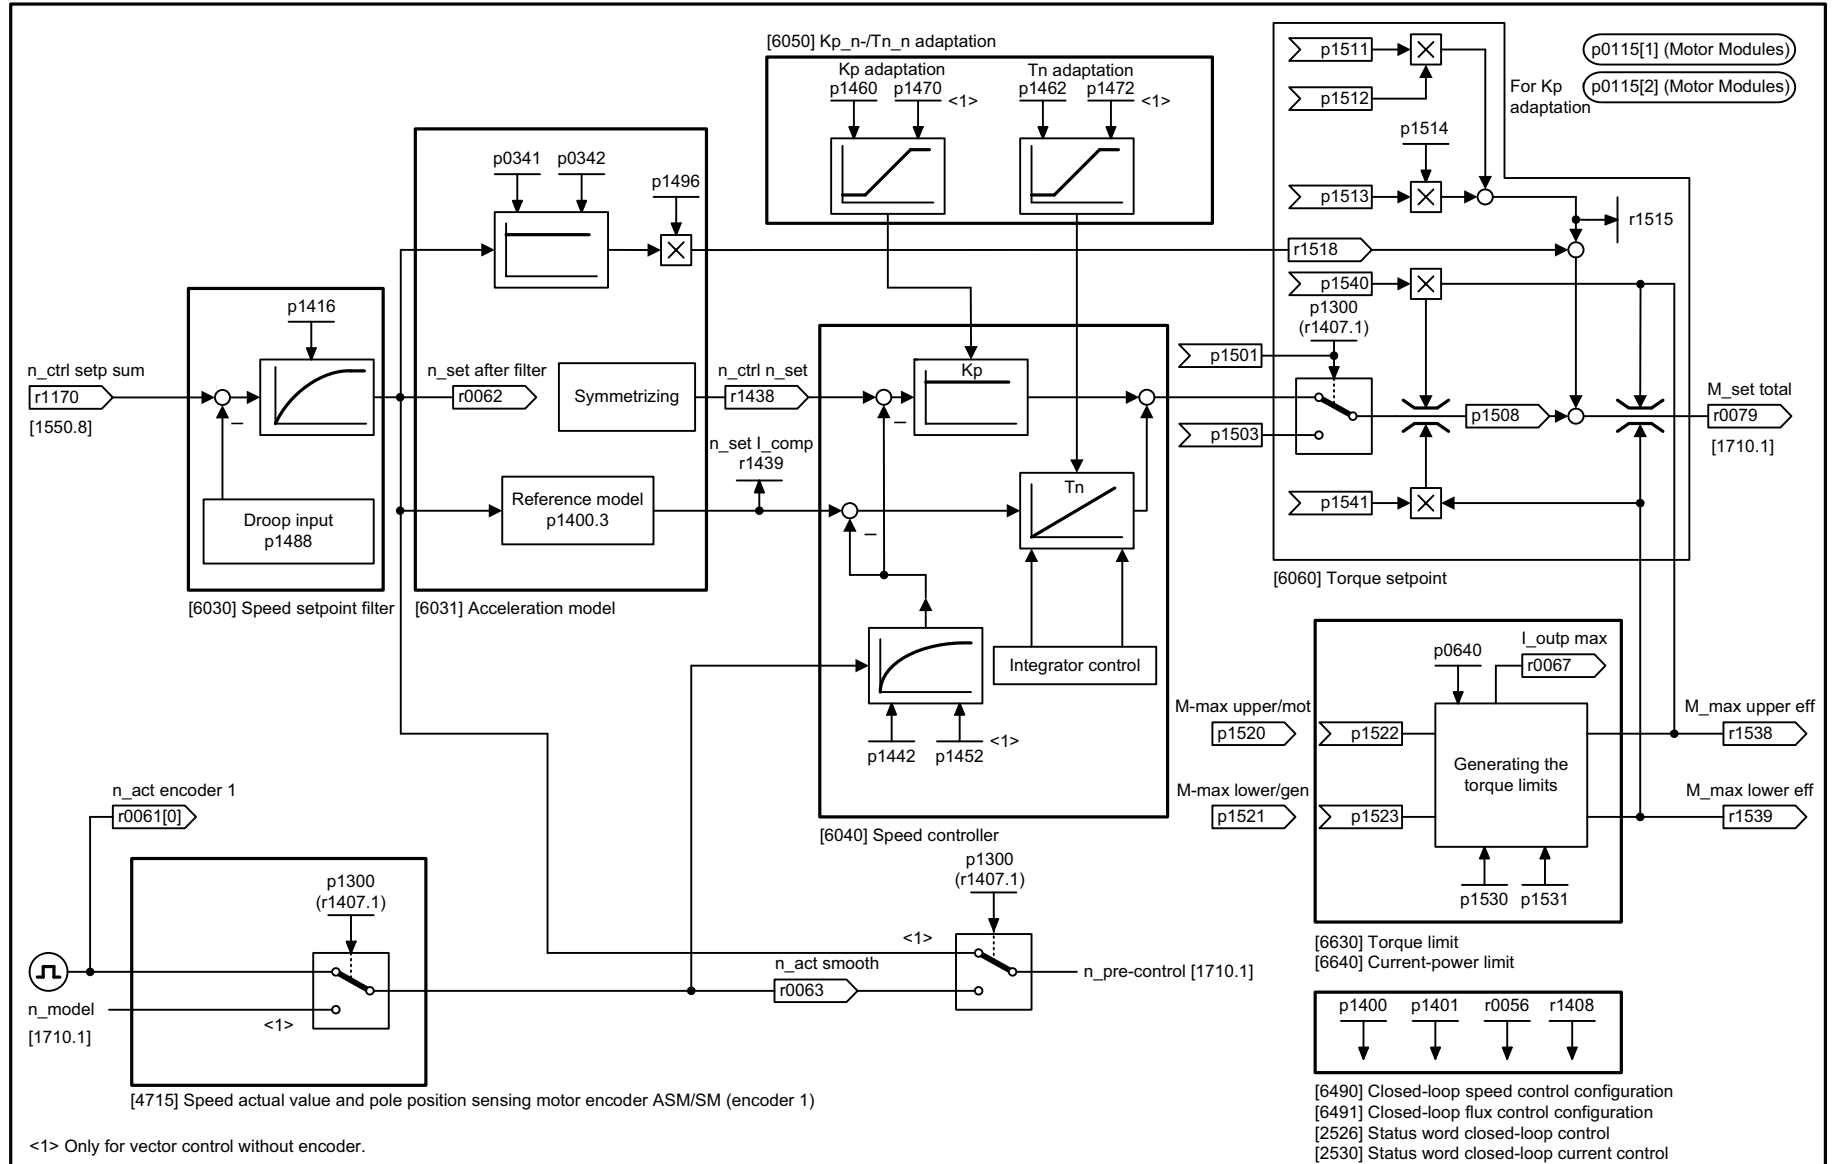 [6050] Kp_n-/Tn_n adaptation
Kp adaptation
p1460 p1470 <1>
Tn adaptation
p1462 p1472 <1>
p1511
p1512
For Kp
adaptation
p0115[1] (Motor Modules)
p0115[2] (Motor Modules)
p1514
p1513
r1515
r1518
p1540
p1300
(r1407.1)
p1501
p1503
p1508
M_set total
r0079
[1710.1]
p1541
[6060] Torque setpoint
p0341 p0342
p1496
p1416
n_ctrl setp sum
r1170
[1550.8]
–
Droop input
p1488
[6030] Speed setpoint filter
n_set after filter
r0062
Symmetrizing
n_ctrl n_set
r1438
n_set I_comp
r1439
Reference model
p1400.3
[6031] Acceleration model
Kp
–
Tn
–
Integrator control
p1442 p1452 <1>
[6040] Speed controller
M-max upper/mot
p1520
p1522
M-max lower/gen
p1521
p1523
p0640
I_outp max
r0067
Generating the
torque limits
p1530 p1531
M_max upper eff
r1538
M_max lower eff
r1539
[6630] Torque limit
[6640] Current-power limit
n_act encoder 1
r0061[0]
p1300
(r1407.1)
n_model
[1710.1]
<1>
[4715] Speed actual value and pole position sensing motor encoder ASM/SM (encoder 1)
n_act smooth
r0063
p1300
(r1407.1)
<1>
n_pre-control [1710.1]
p1400 p1401 r0056 r1408
[6490] Closed-loop speed control configuration
[6491] Closed-loop flux control configuration
[2526] Status word closed-loop control
[2530] Status word closed-loop current control
<1> Only for vector control without encoder.